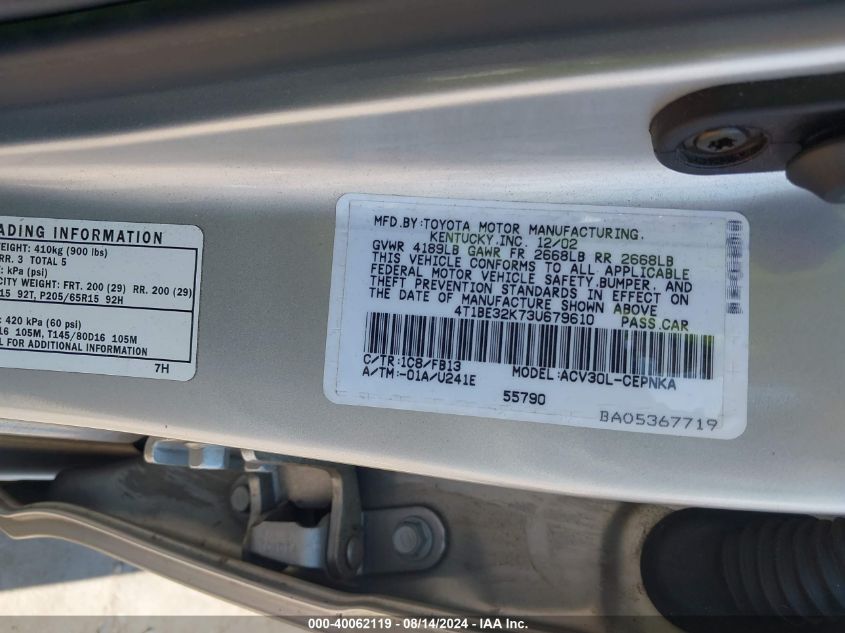 ADING INFORMATION
EIGHT: 410kg (900 lbs)
RR. 3 TOTAL 5
: kPa (psi)
CITY WEIGHT: FRT. 200 (29) RR. 200 (29)
15 92T, P205/65R15 92H
: 420 kPa (60 psi)
16 105M, T145/80D16 105M
L FOR ADDITIONAL INFORMATION
7H
MFD.BY:TOYOTA MOTOR MANUFACTURING.
KENTUCKY.INC. 12/02
GVWR 4189LB GAWR FR 2668LB RR 2668LB
THIS VEHICLE CONFORMS TO ALL APPLICABLE
FEDERAL MOTOR VEHICLE SAFETY.BUMPER, AND
THEFT PREVENTION STANDARDS IN EFFECT ON
THE DATE OF MANUFACTURE SHOWN ABOVE
4T1BE32K73U679610 PASS.CAR
C/TR:1C8/FB13 MODEL:ACV30L-CEPNKA
A/TM:-01A/U241E
55790
BA05367719
000-40062119 - 08/14/2024 -